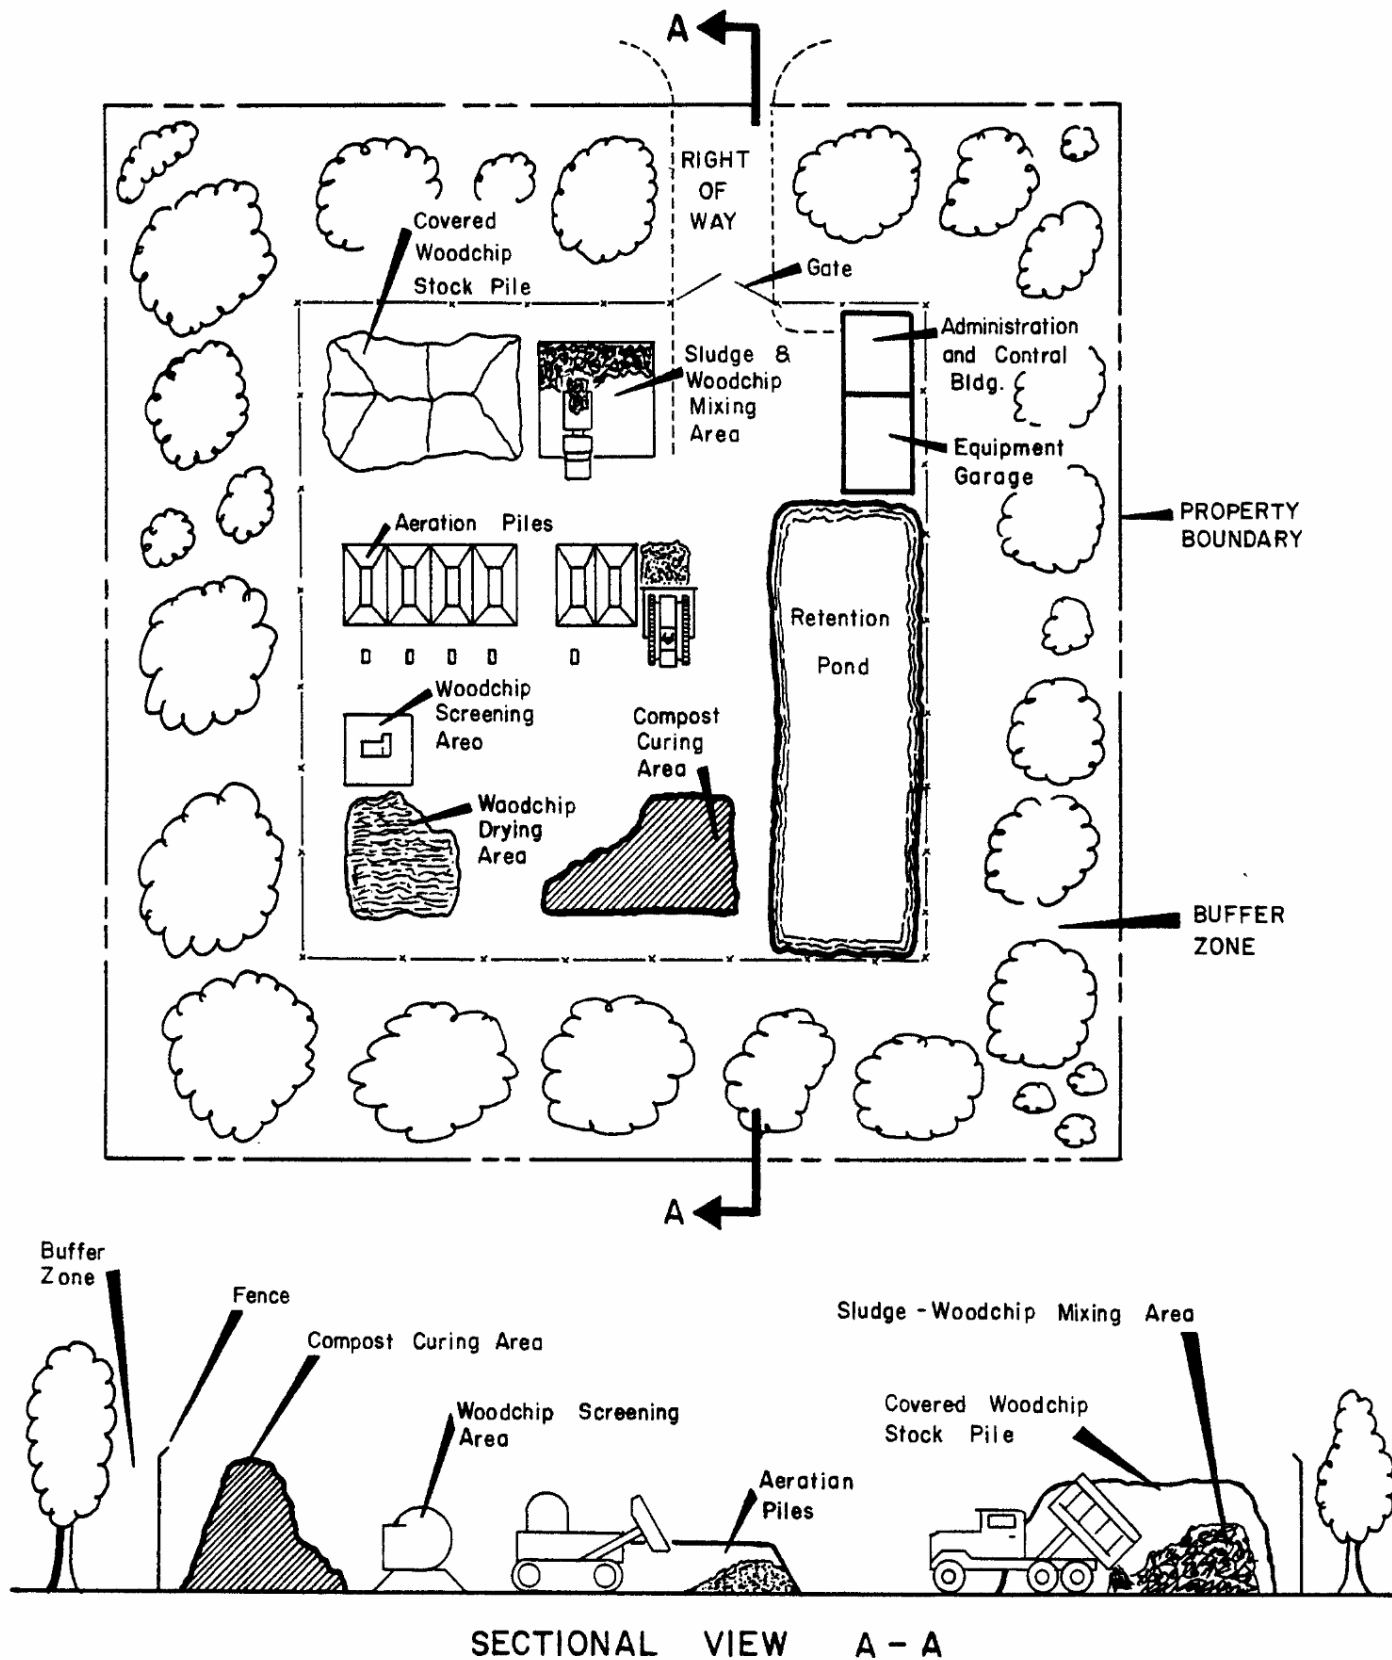 A
RIGHT
OF
WAY
Covered
Woodchip
Stock Pile
Gate
Administration
and Control
Bldg.
Sludge &
Woodchip
Mixing
Area
Equipment
Garage
PROPERTY
BOUNDARY
Aeration Piles
Retention
Pond
Woodchip
Screening
Area
Compost
Curing
Area
Woodchip
Drying
Area
BUFFER
ZONE
A
Buffer
Zone
Fence
Compost Curing Area
Sludge - Woodchip Mixing Area
Woodchip Screening
Area
Covered Woodchip
Stock Pile
Aeration
Piles
SECTIONAL VIEW A - A